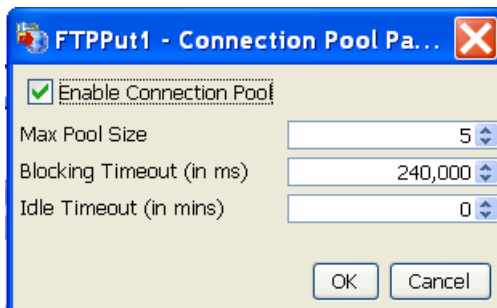 FTPPut1 - Connection Pool Pa...
Enable Connection Pool
Max Pool Size 5
Blocking Timeout (in ms) 240,000
Idle Timeout (in mins) 0
OK Cancel